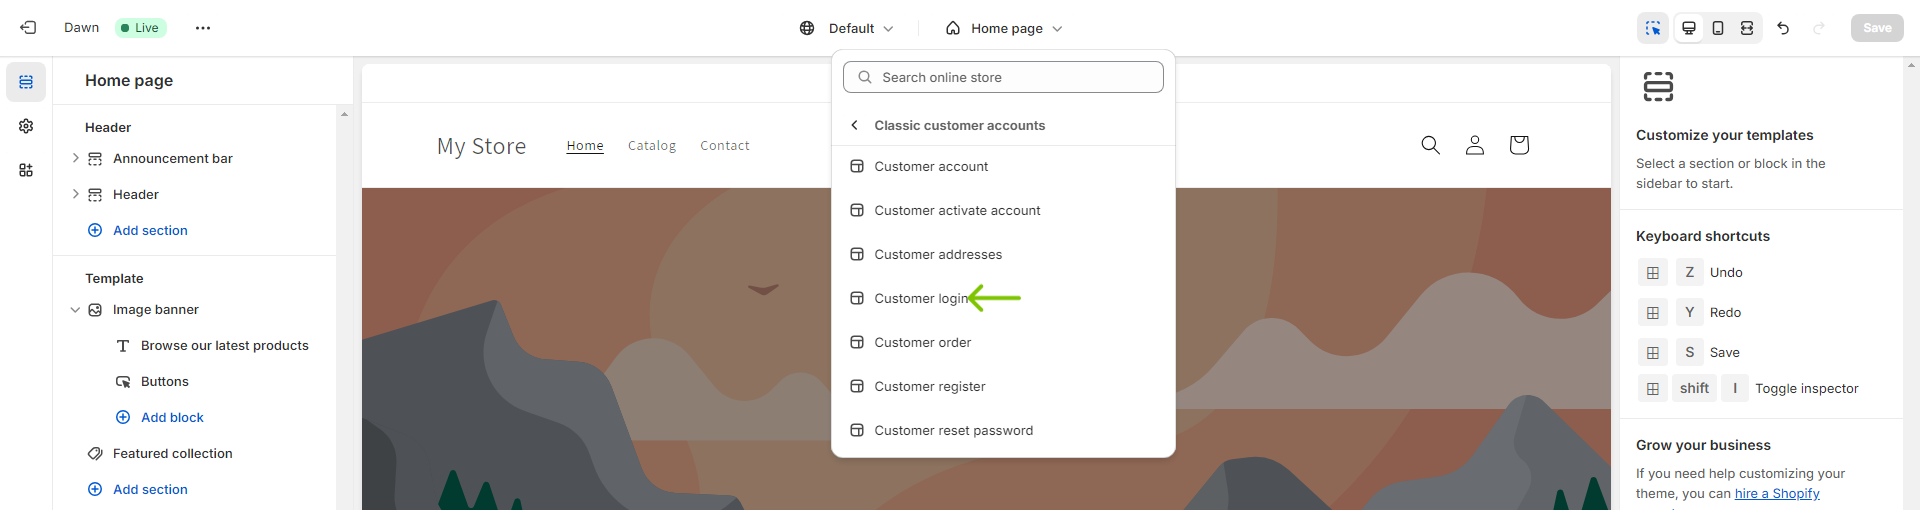 Dawn
Live
Default
Home page
Save
Home page
Header
Announcement bar
Header
Add section
Template
Image banner
Browse our latest products
Buttons
Add block
Featured collection
Add section
My Store
Home
Catalog
Contact
Search online store
Classic customer accounts
Customer account
Customer activate account
Customer addresses
Customer login
Customer order
Customer register
Customer reset password
Customize your templates
Select a section or block in the
sidebar to start.
Keyboard shortcuts
Z Undo
Y Redo
S Save
shift I Toggle inspector
Grow your business
If you need help customizing your
theme, you can hire a Shopify